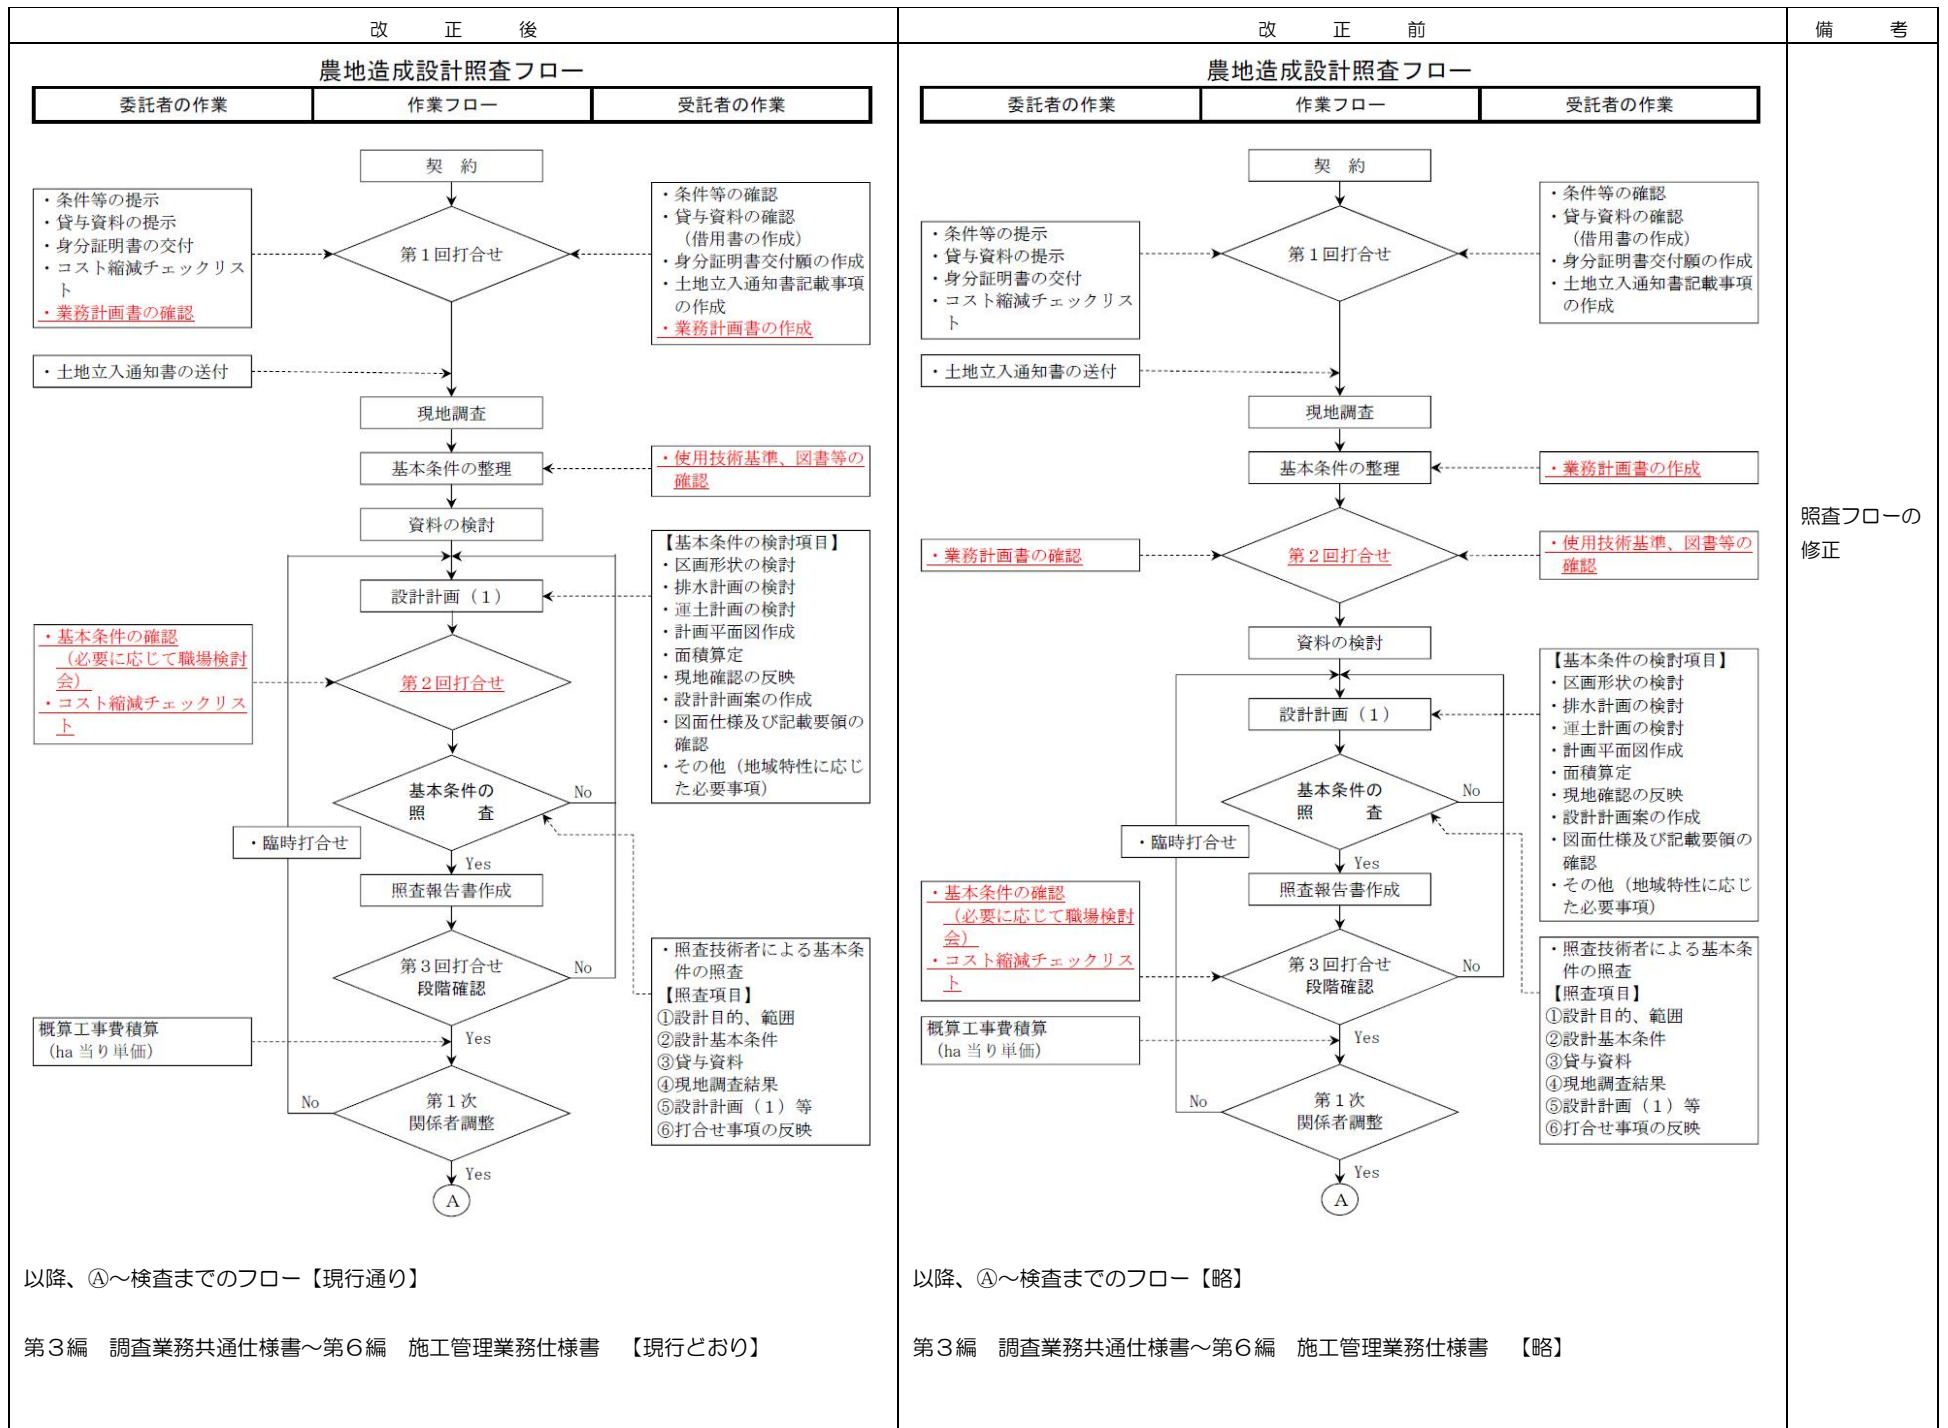 改　正　後
農地造成設計照査フロー
委託者の作業
作業フロー
受託者の作業
契　約
・条件等の提示
・貸与資料の提示
・身分証明書の交付
・コスト縮減チェックリス
ト
・業務計画書の確認
第１回打合せ
・条件等の確認
・貸与資料の確認
（借用書の作成）
・身分証明書交付願の作成
・土地立入通知書記載事項
の作成
・業務計画書の作成
・土地立入通知書の送付
現地調査
基本条件の整理
・使用技術基準、図書等の
確認
資料の検討
設計計画（１）
【基本条件の検討項目】
・区画形状の検討
・排水計画の検討
・運土計画の検討
・計画平面図作成
・面積算定
・現地確認の反映
・設計計画案の作成
・図面仕様及び記載要領の
確認
・その他（地域特性に応じ
た必要事項）
・基本条件の確認
（必要に応じて職場検討
会）
・コスト縮減チェックリス
ト
第２回打合せ
基本条件の
照　　査
No
・臨時打合せ
Yes
照査報告書作成
第３回打合せ
段階確認
No
・照査技術者による基本条
件の照査
【照査項目】
①設計目的、範囲
②設計基本条件
③貸与資料
④現地調査結果
⑤設計計画（１）等
⑥打合せ事項の反映
概算工事費積算
（ha 当り単価）
Yes
No
第１次
関係者調整
Yes
A
以降、Ⓐ～検査までのフロー【現行通り】
第３編　調査業務共通仕様書～第６編　施工管理業務仕様書　【現行どおり】
改　正　前
農地造成設計照査フロー
委託者の作業
作業フロー
受託者の作業
契　約
・条件等の提示
・貸与資料の提示
・身分証明書の交付
・コスト縮減チェックリス
ト
第１回打合せ
・条件等の確認
・貸与資料の確認
（借用書の作成）
・身分証明書交付願の作成
・土地立入通知書記載事項
の作成
・土地立入通知書の送付
現地調査
基本条件の整理
・業務計画書の作成
・業務計画書の確認
第２回打合せ
・使用技術基準、図書等の
確認
資料の検討
設計計画（１）
【基本条件の検討項目】
・区画形状の検討
・排水計画の検討
・運土計画の検討
・計画平面図作成
・面積算定
・現地確認の反映
・設計計画案の作成
・図面仕様及び記載要領の
確認
・その他（地域特性に応じ
た必要事項）
基本条件の
照　　査
No
・臨時打合せ
Yes
照査報告書作成
・基本条件の確認
（必要に応じて職場検討
会）
・コスト縮減チェックリス
ト
第３回打合せ
段階確認
No
・照査技術者による基本条
件の照査
【照査項目】
①設計目的、範囲
②設計基本条件
③貸与資料
④現地調査結果
⑤設計計画（１）等
⑥打合せ事項の反映
概算工事費積算
（ha 当り単価）
Yes
No
第１次
関係者調整
Yes
A
以降、Ⓐ～検査までのフロー【略】
第３編　調査業務共通仕様書～第６編　施工管理業務仕様書　【略】
備　考
照査フローの
修正